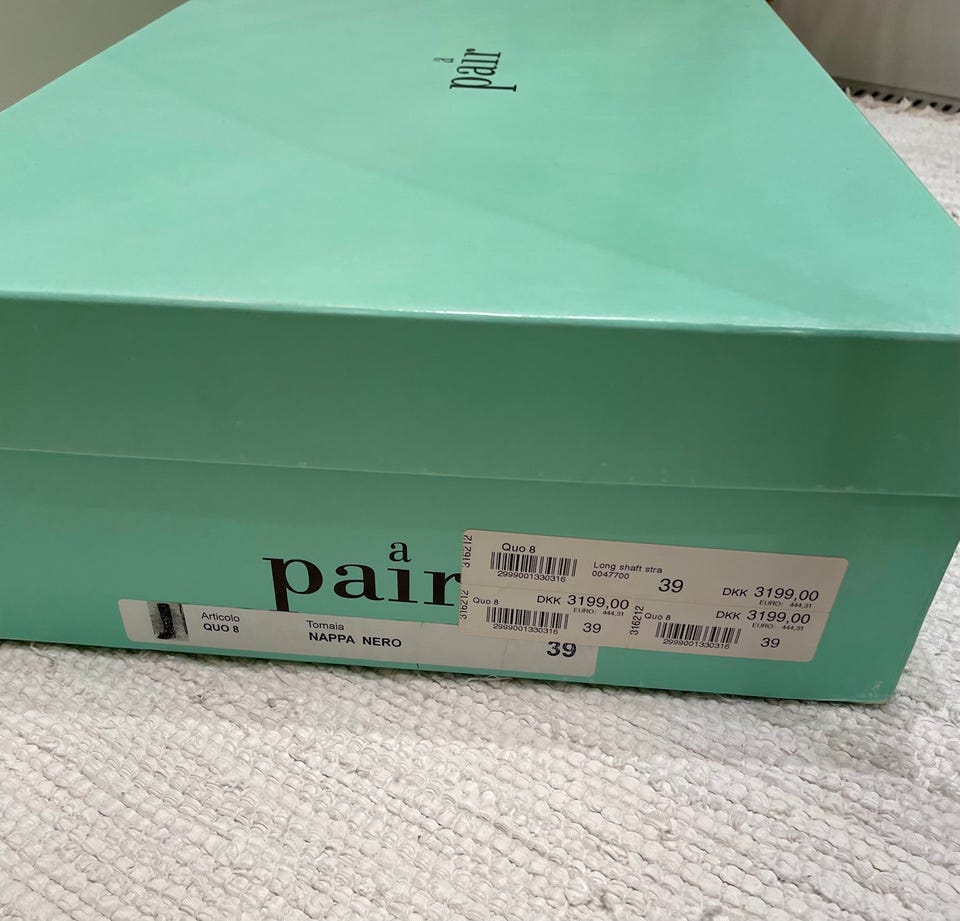 a
pair
a
pair
316212
Quo 8
2999001330316
Long shaft stra
0047700
39
DKK 3199,00
EURO: 444,31
316212
Quo 8
DKK 3199,00
EURO: 444,31
2999001330316
39
316212
Quo 8
DKK 3199,00
EURO: 444,31
2999001330316
39
Articolo
QUO 8
Tomaia
NAPPA NERO
39